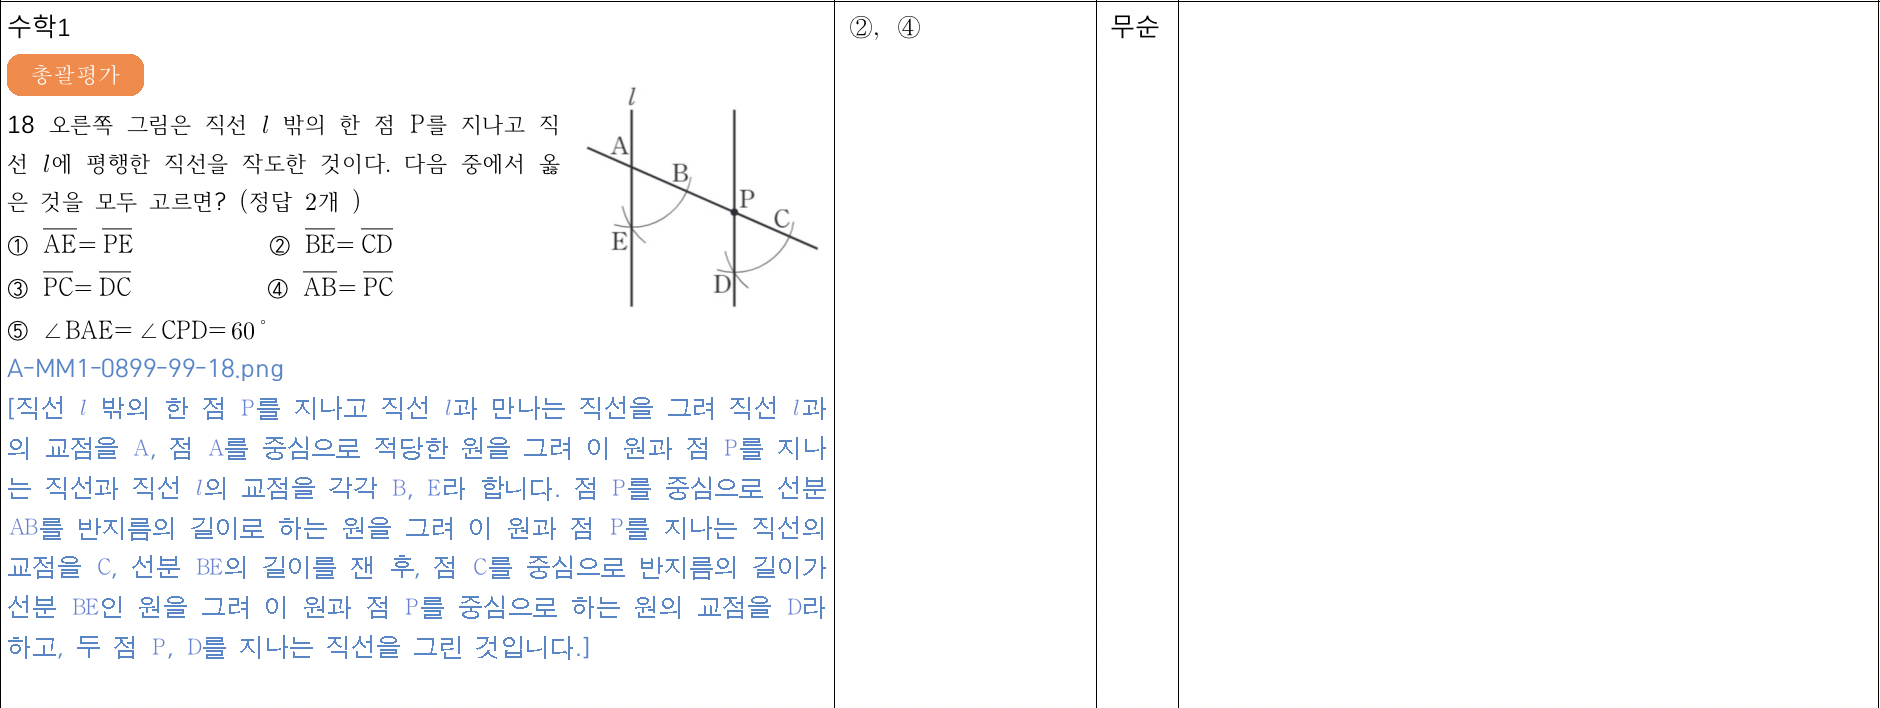 수학1
②, ④
무순
총괄평가
18 오른쪽 그림은 직선 l 밖의 한 점 P를 지나고 직
선 l에 평행한 직선을 작도한 것이다. 다음 중에서 옳
은 것을 모두 고르면? (정답 2개 )
① \overline{AE}=\overline{PE} ② \overline{BE}=\overline{CD}
③ \overline{PC}=\overline{DC} ④ \overline{AB}=\overline{PC}
⑤ ∠BAE=∠CPD=60°
l
A
B
P
C
E
D
A-MM1-0899-99-18.png
[직선 l 밖의 한 점 P를 지나고 직선 l과 만나는 직선을 그려 직선 l과
의 교점을 A, 점 A를 중심으로 적당한 원을 그려 이 원과 점 P를 지나
는 직선과 직선 l의 교점을 각각 B, E라 합니다. 점 P를 중심으로 선분
AB를 반지름의 길이로 하는 원을 그려 이 원과 점 P를 지나는 직선의
교점을 C, 선분 BE의 길이를 잰 후, 점 C를 중심으로 반지름의 길이가
선분 BE인 원을 그려 이 원과 점 P를 중심으로 하는 원의 교점을 D라
하고, 두 점 P, D를 지나는 직선을 그린 것입니다.]